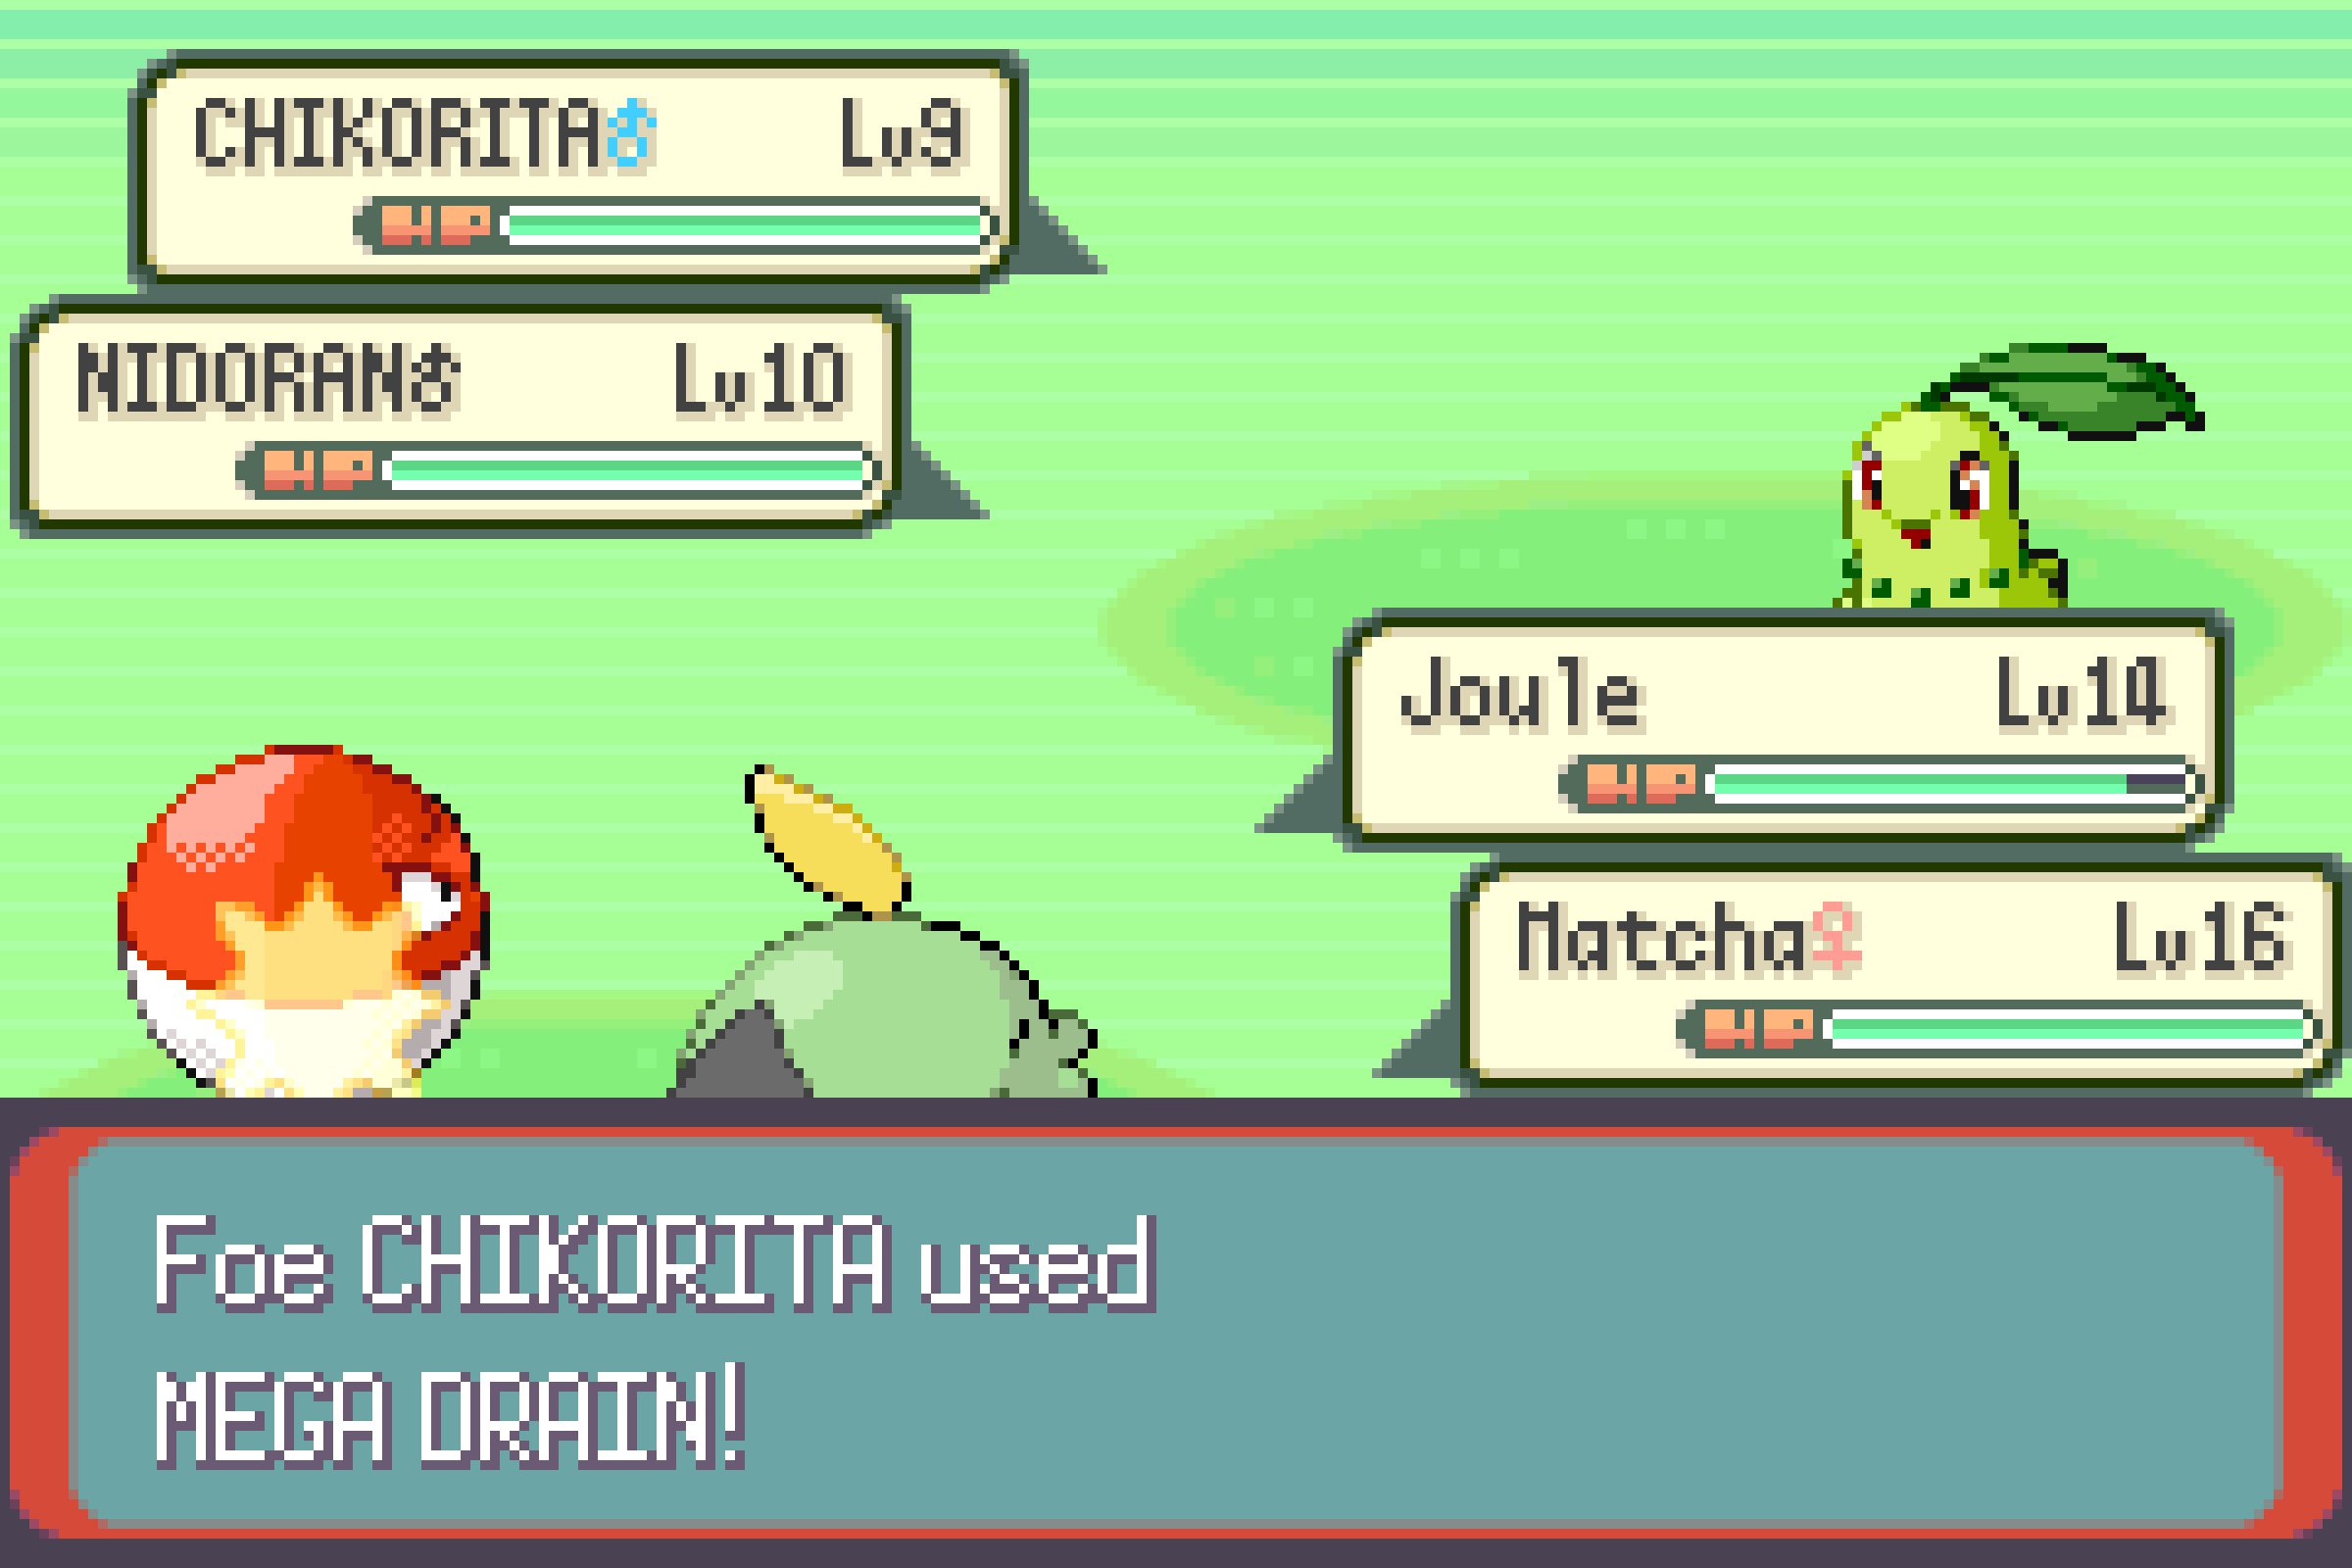 CHIKORITA♂ Lv9
HP
NIDORAN♂ Lv10
HP
Joule Lv14
HP
Matcha♀ Lv16
HP
Foe CHIKORITA used
MEGA DRAIN!